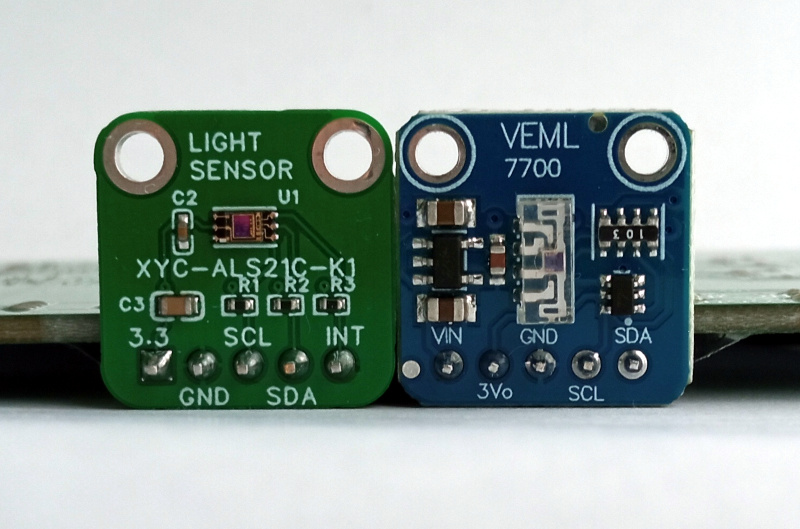 LIGHT
SENSOR
C2
U1
XYC-ALS21C-K1
R1 R2 R3
C3
3.3 SCL INT
GND SDA
VEML
7700
103
VIN GND SDA
3Vo SCL